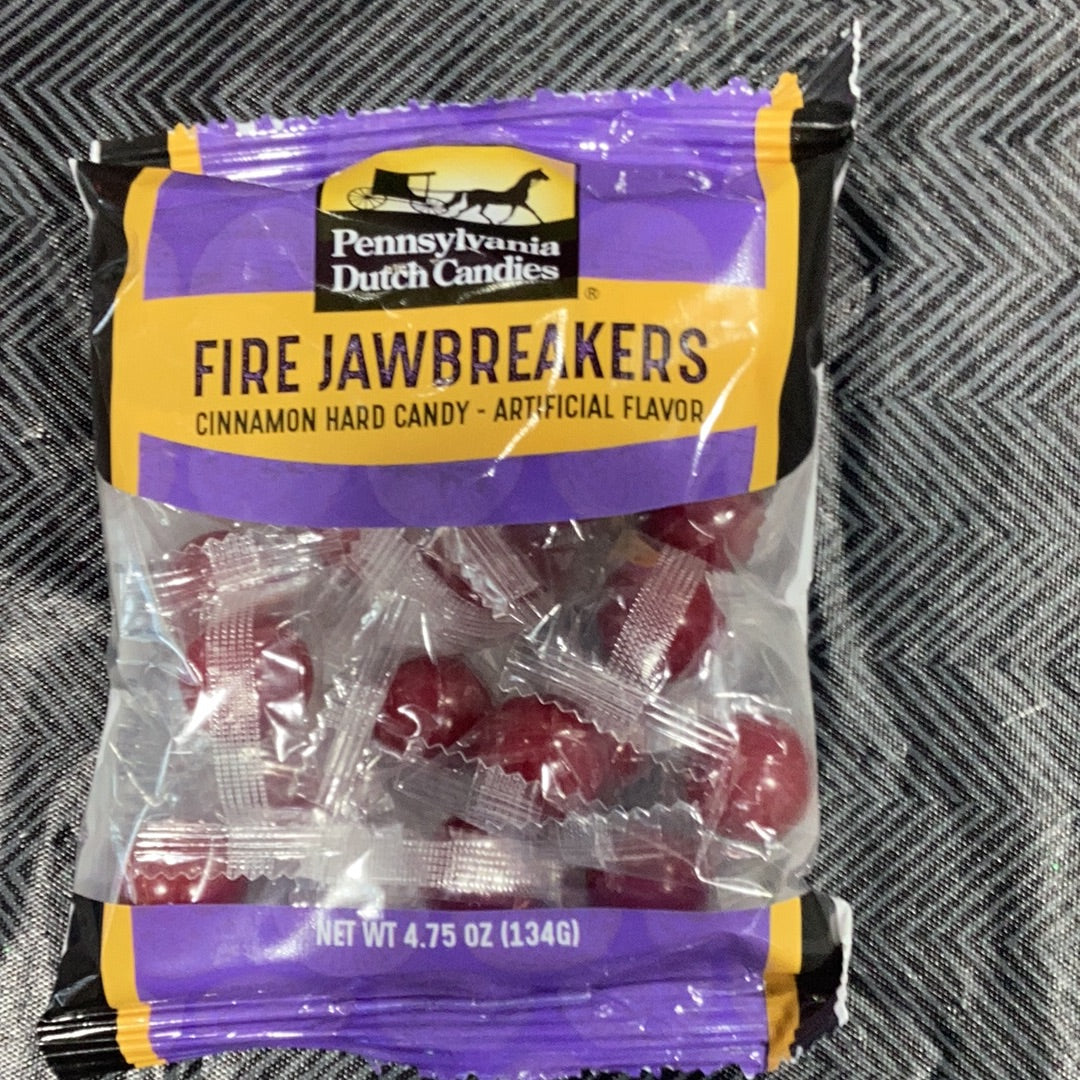 Pennsylvania
Dutch Candies
®
FIRE JAWBREAKERS
CINNAMON HARD CANDY - ARTIFICIAL FLAVOR
NET WT 4.75 OZ (134G)